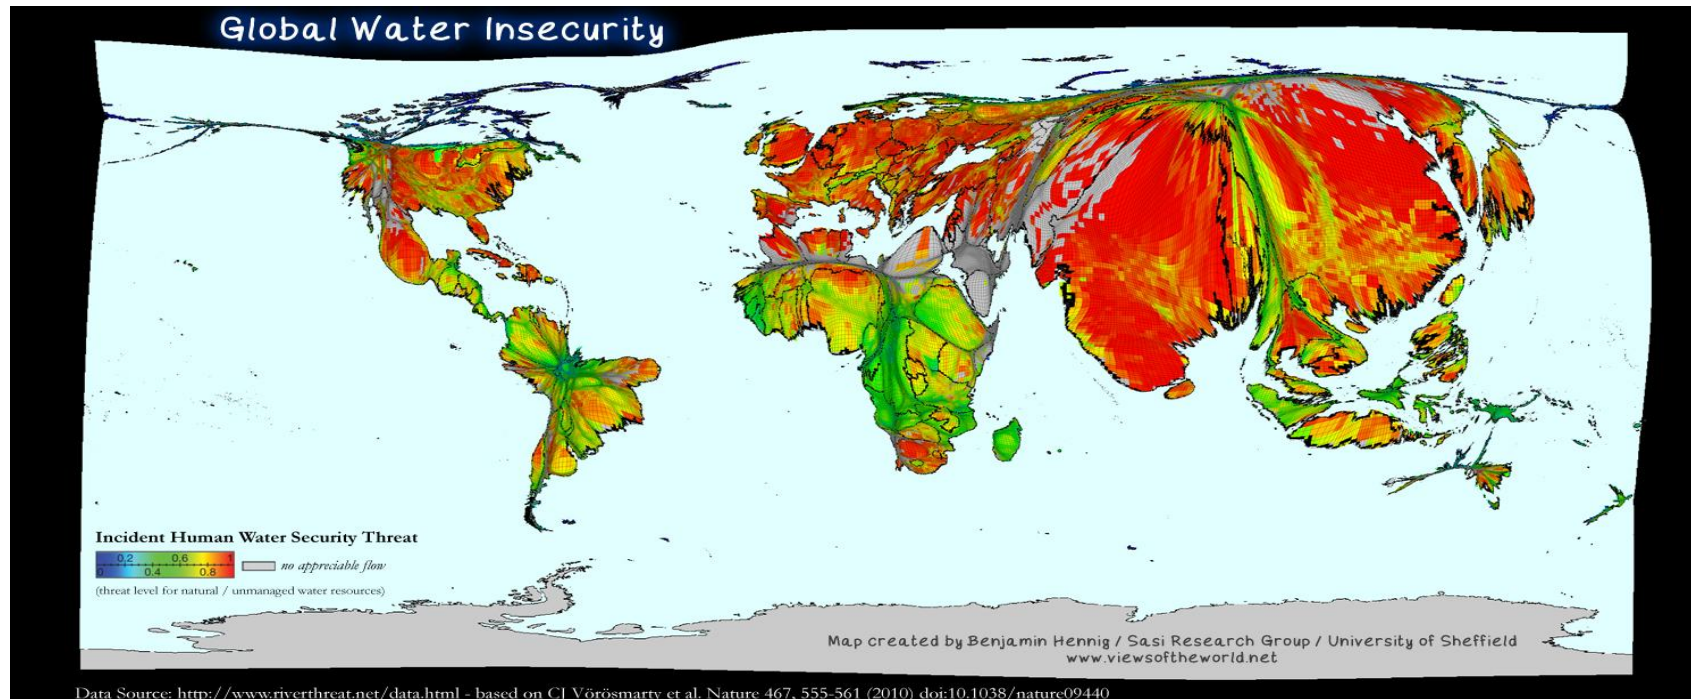 Global Water Insecurity
Incident Human Water Security Threat
0.2 0.6 1
0 0.4 0.8
no appreciable flow
(threat level for natural / unmanaged water resources)
Map created by Benjamin Hennig / Sasi Research Group / University of Sheffield
www.viewsoftheworld.net
Data Source: http://www.riverthreat.net/data.html - based on CJ Vörösmarty et al. Nature 467, 555-561 (2010) doi:10.1038/nature09440